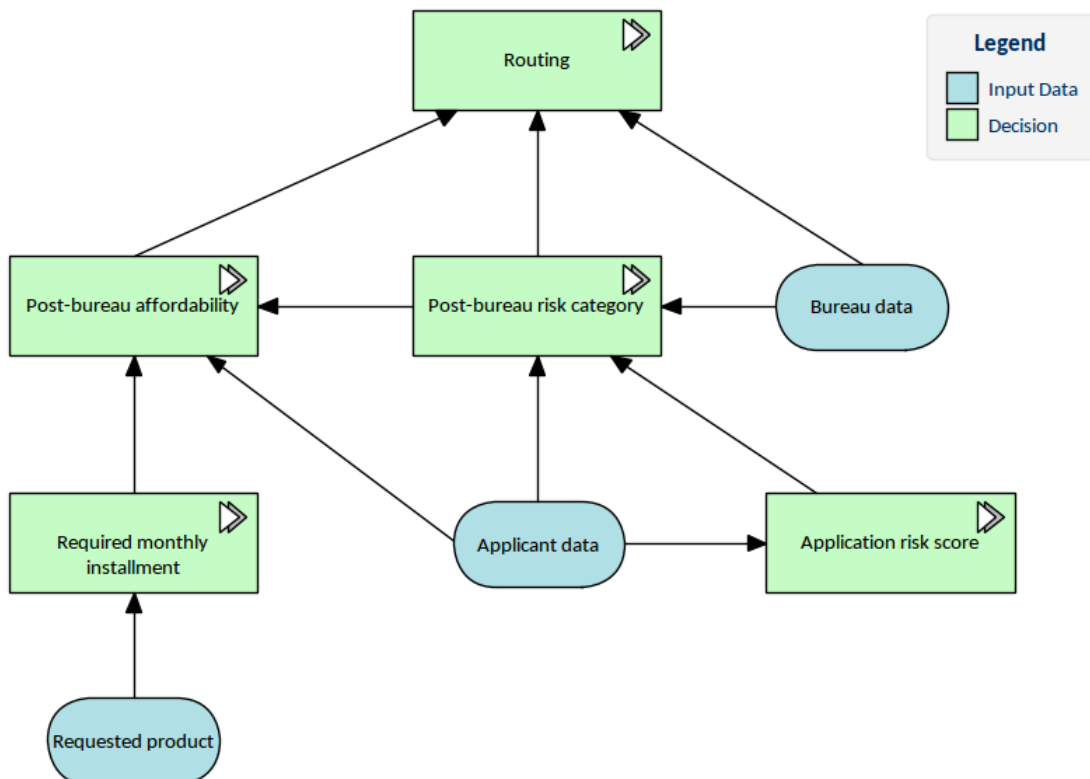 Routing
Legend
Input Data
Decision
Post-bureau affordability
Post-bureau risk category
Bureau data
Required monthly
installment
Applicant data
Application risk score
Requested product